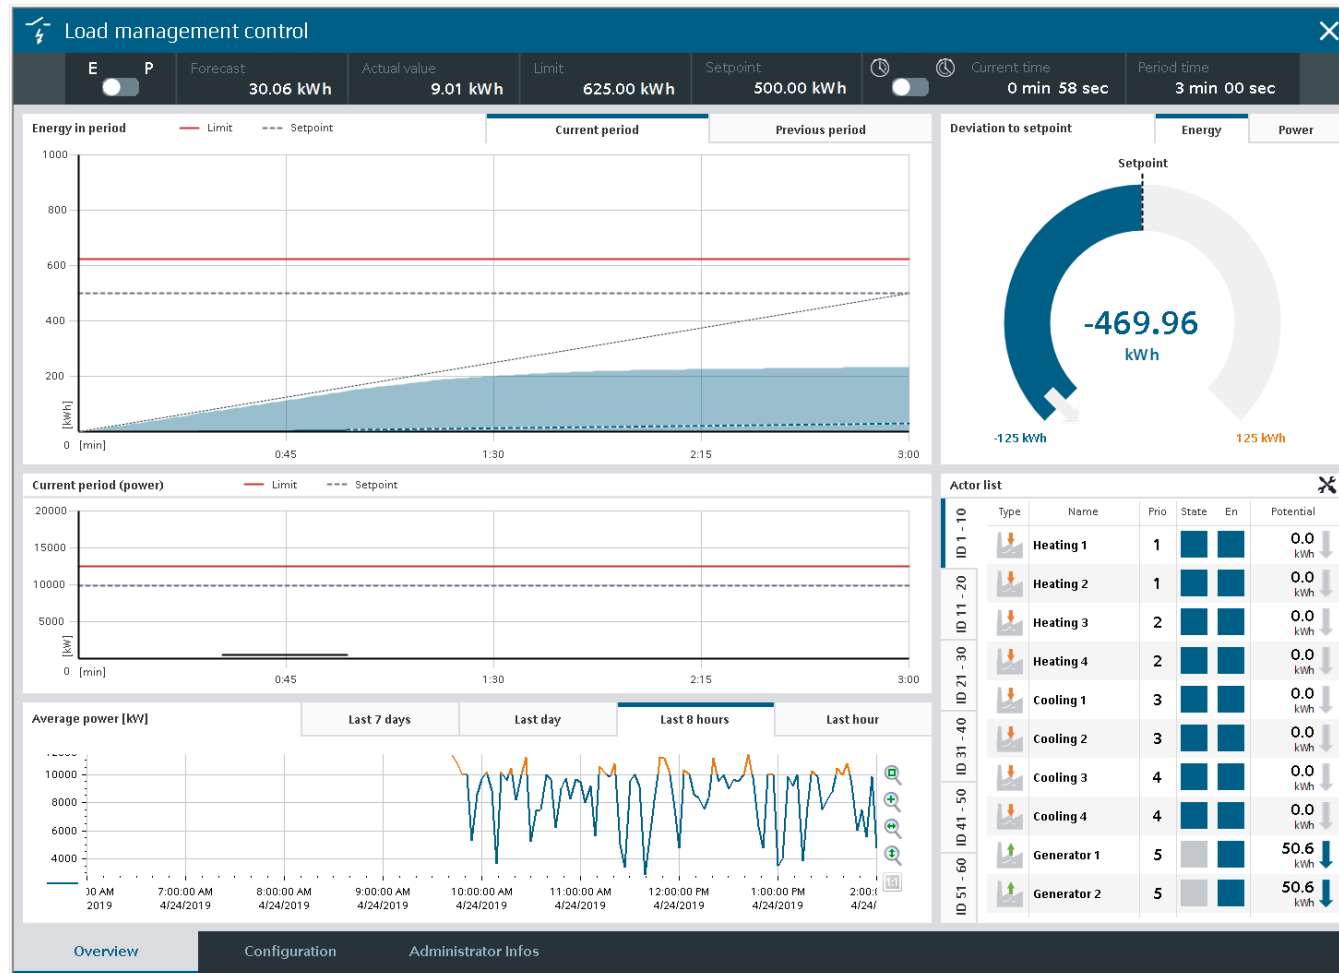 Load management control
E P
Forecast
30.06 kWh
Actual value
9.01 kWh
Limit
625.00 kWh
Setpoint
500.00 kWh
Current time
0 min 58 sec
Period time
3 min 00 sec
Energy in period
Limit
Setpoint
Current period
Previous period
1000
800
600
400
200
[kWh]
0 [min]
0:45
1:30
2:15
3:00
Deviation to setpoint
Energy
Power
Setpoint
-469.96
kWh
-125 kWh
125 kWh
Current period (power)
Limit
Setpoint
20000
15000
10000
5000
[kW]
0 [min]
0:45
1:30
2:15
3:00
Average power [kW]
Last 7 days
Last day
Last 8 hours
Last hour
12000
10000
8000
6000
4000
00 AM
2019
7:00:00 AM
4/24/2019
8:00:00 AM
4/24/2019
9:00:00 AM
4/24/2019
10:00:00 AM
4/24/2019
11:00:00 AM
4/24/2019
12:00:00 PM
4/24/2019
1:00:00 PM
4/24/2019
2:00:
4/24/
1:1
Actor list
ID 1 - 10
ID 11 - 20
ID 21 - 30
ID 31 - 40
ID 41 - 50
ID 51 - 60
Type Name Prio State En Potential
Heating 1 1 0.0 kWh
Heating 2 1 0.0 kWh
Heating 3 2 0.0 kWh
Heating 4 2 0.0 kWh
Cooling 1 3 0.0 kWh
Cooling 2 3 0.0 kWh
Cooling 3 4 0.0 kWh
Cooling 4 4 0.0 kWh
Generator 1 5 50.6 kWh
Generator 2 5 50.6 kWh
Overview
Configuration
Administrator Infos